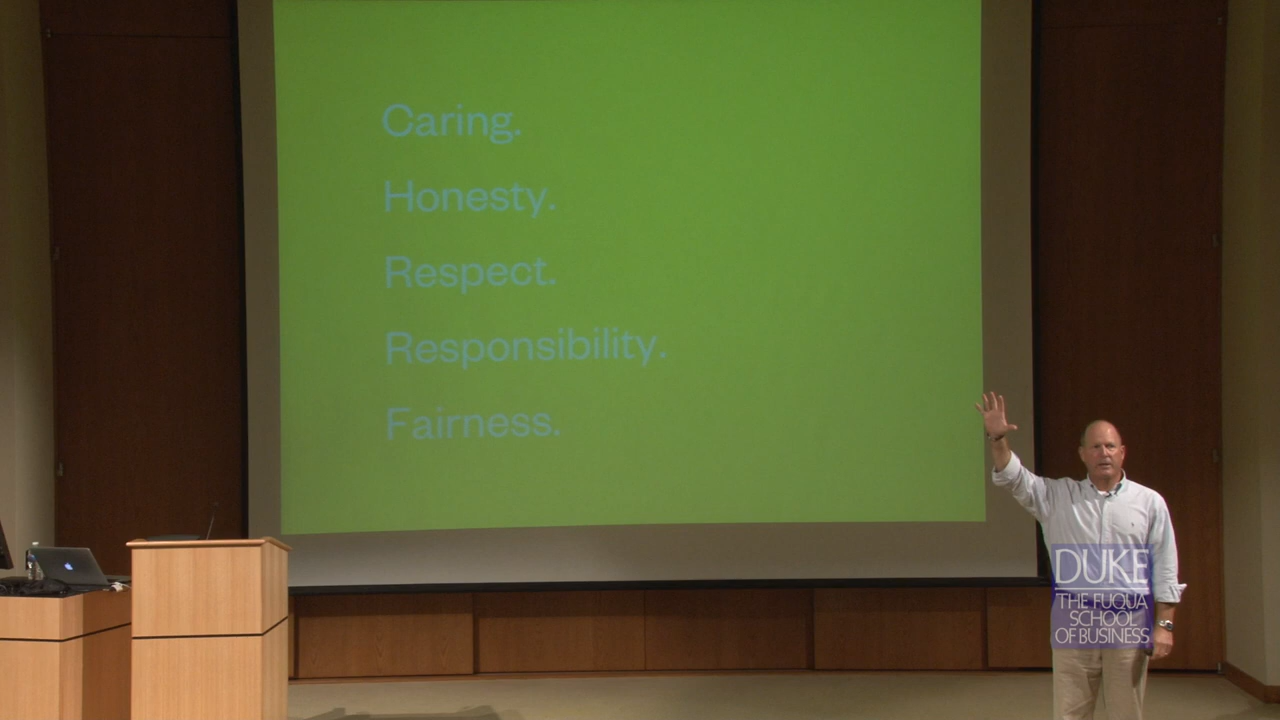 Caring.
Honesty.
Respect.
Responsibility.
Fairness.
DUKE
THE FUQUA
SCHOOL
OF BUSINESS